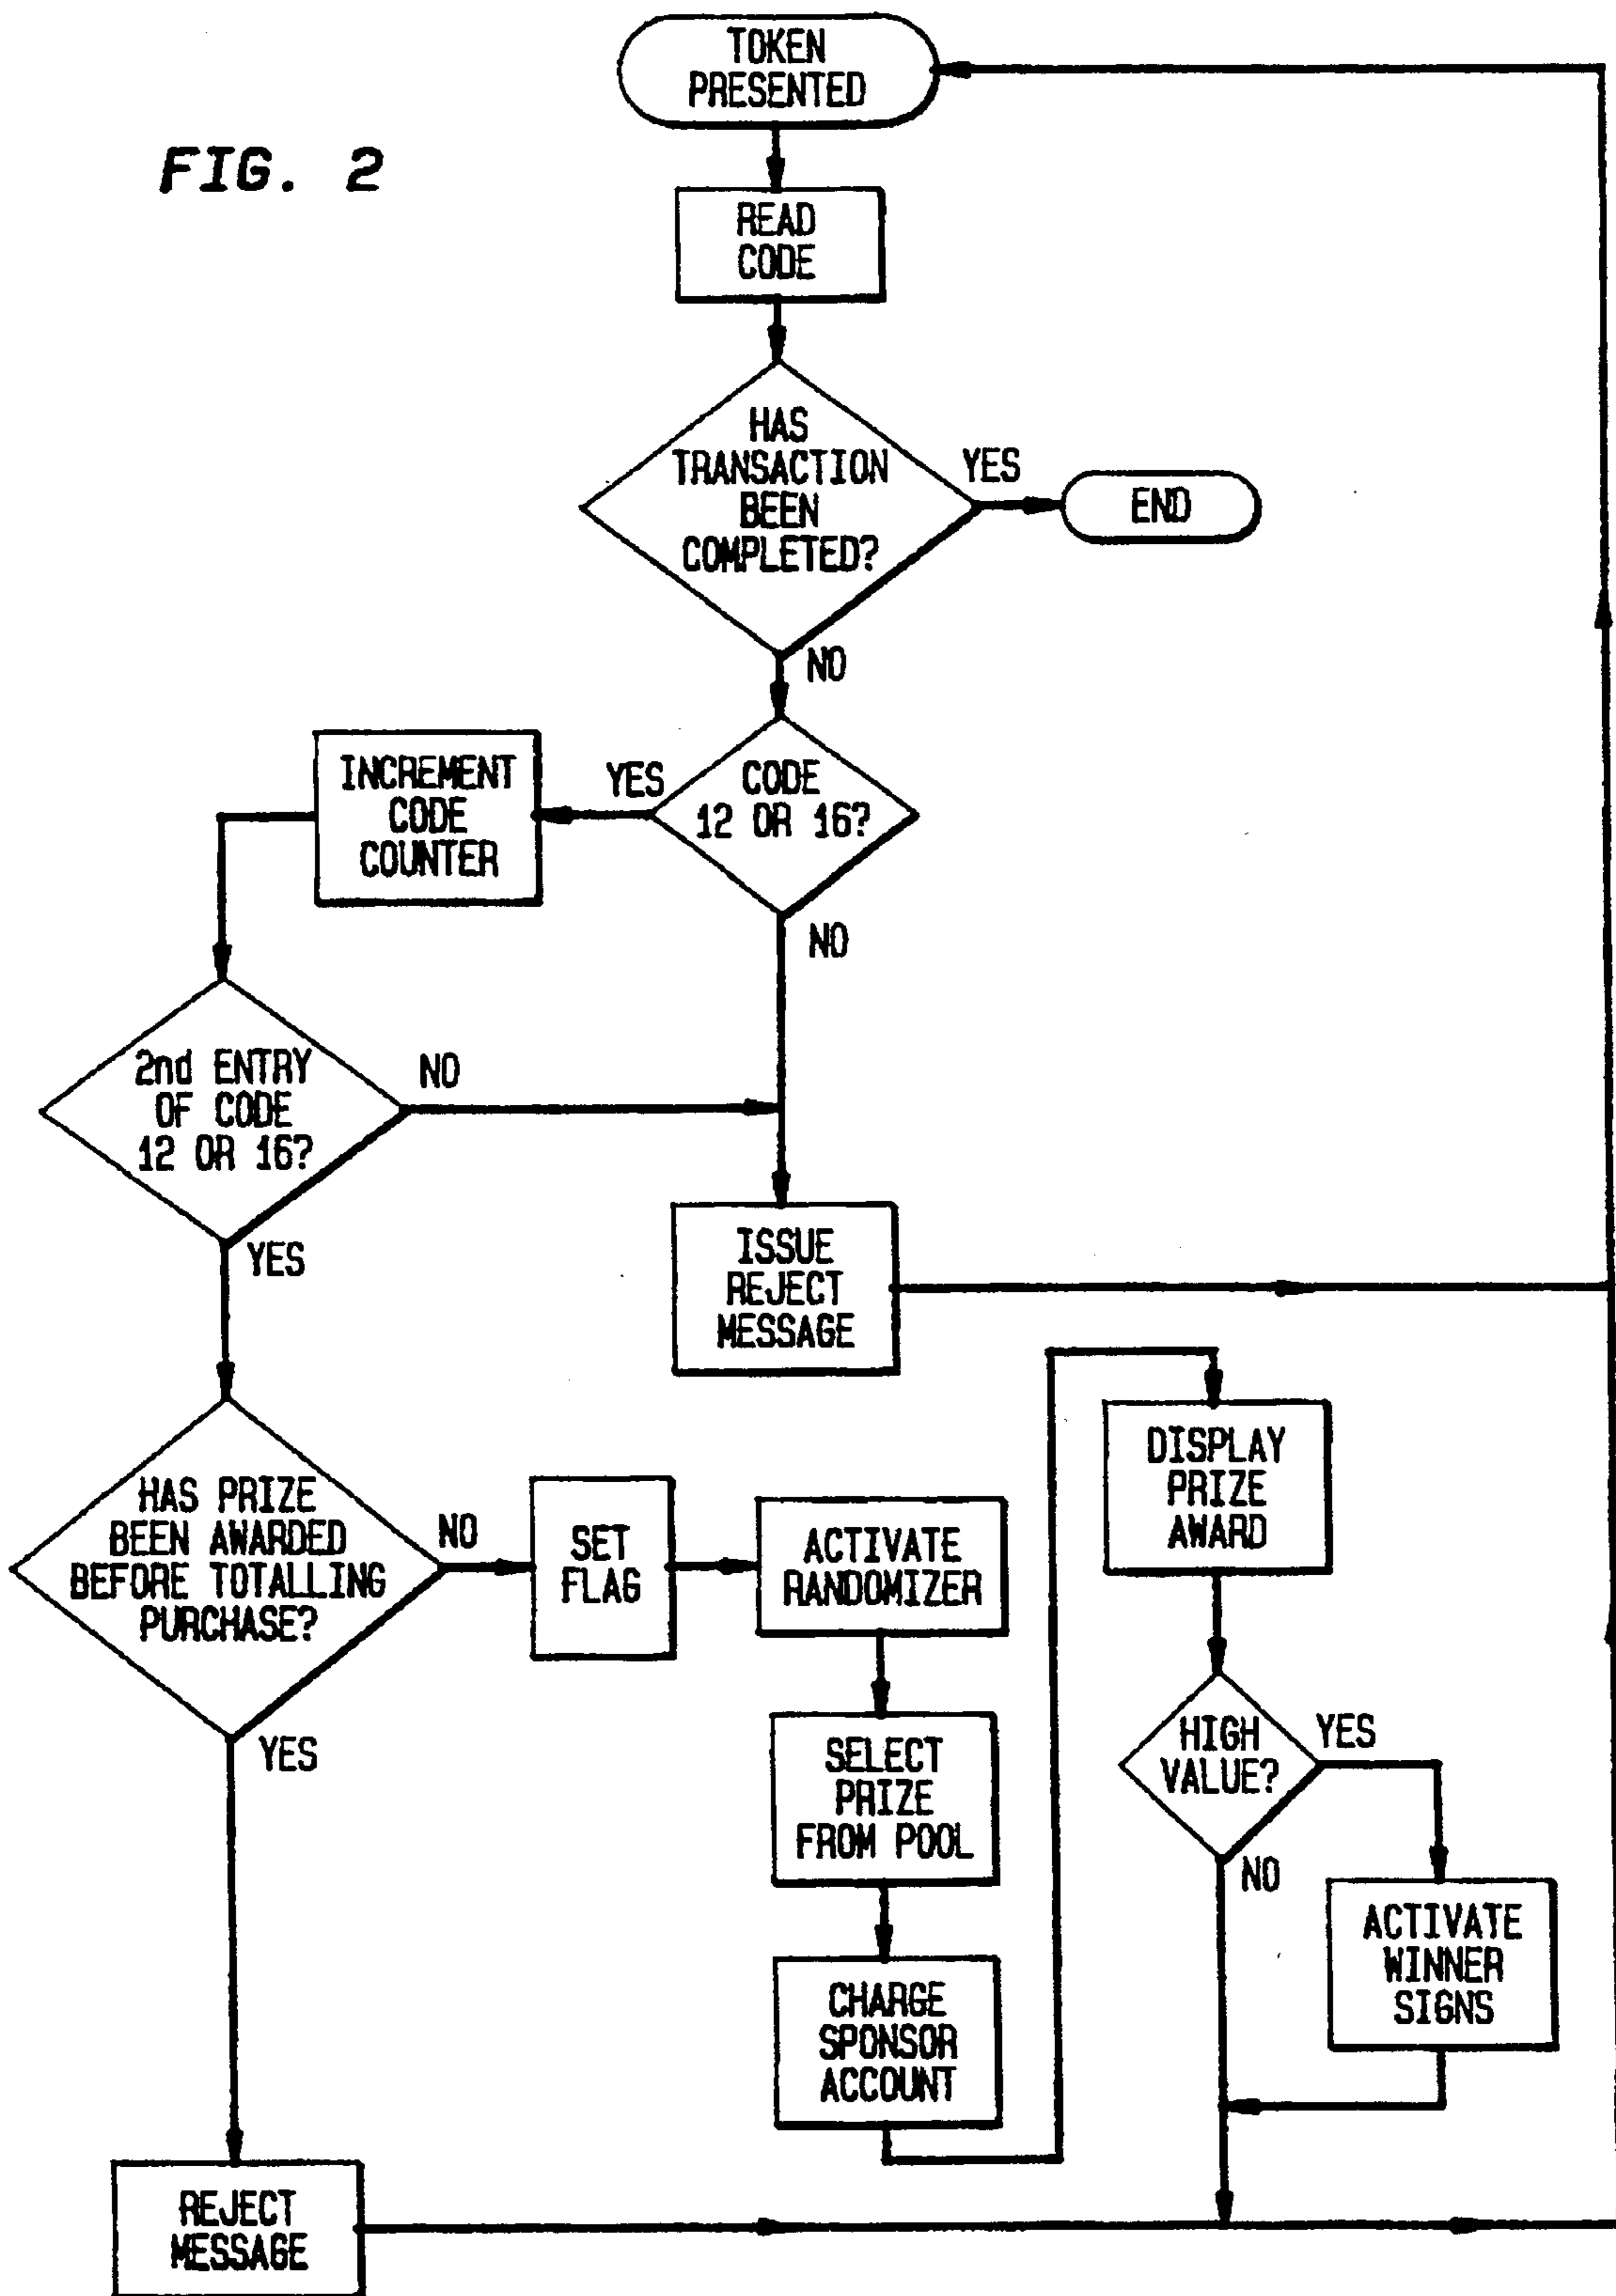 TOKEN
PRESENTED
FIG. 2
READ
CODE
HAS
TRANSACTION
BEEN
COMPLETED?
YES
END
NO
CODE
12 OR 16?
YES
INCREMENT
CODE
COUNTER
NO
2nd ENTRY
OF CODE
12 OR 16?
NO
YES
ISSUE
REJECT
MESSAGE
HAS PRIZE
BEEN AWARDED
BEFORE TOTALLING
PURCHASE?
NO
SET
FLAG
ACTIVATE
RANDOMIZER
SELECT
PRIZE
FROM POOL
CHARGE
SPONSOR
ACCOUNT
DISPLAY
PRIZE
AWARD
HIGH
VALUE?
YES
NO
ACTIVATE
WINNER
SIGNS
YES
REJECT
MESSAGE